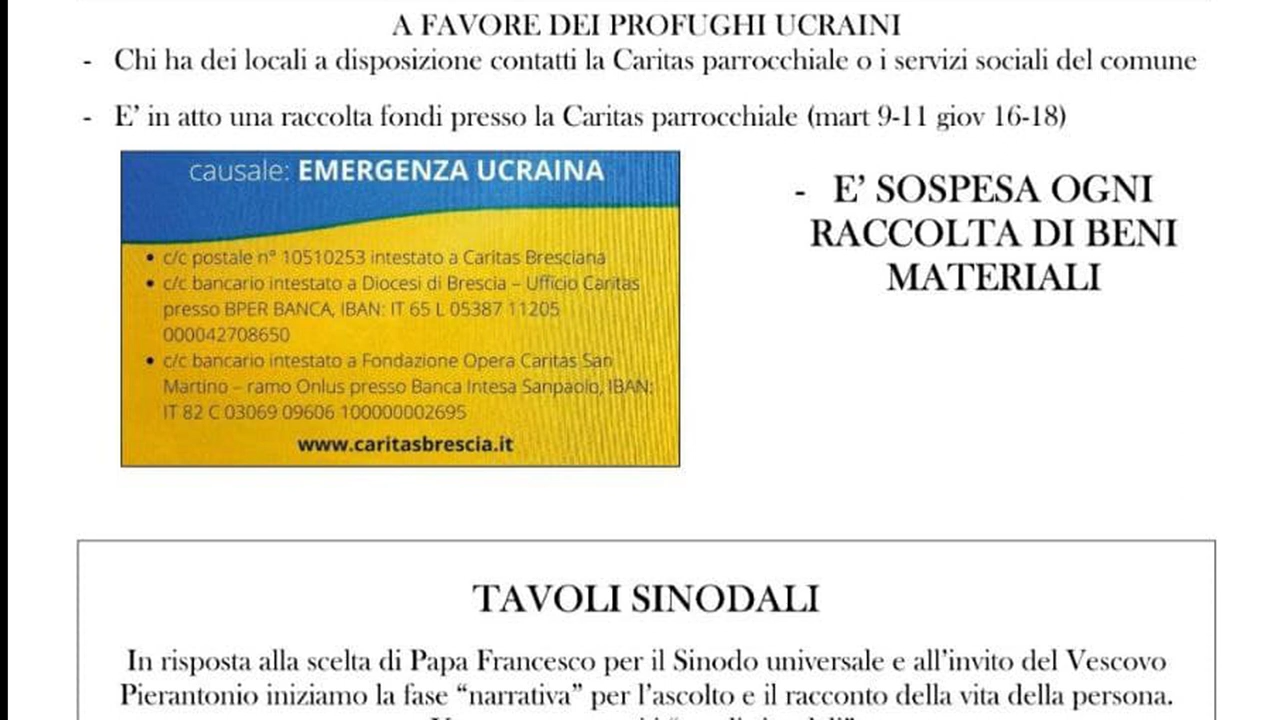 A FAVORE DEI PROFUGHI UCRAINI
- Chi ha dei locali a disposizione contatti la Caritas parrocchiale o i servizi sociali del comune
- E' in atto una raccolta fondi presso la Caritas parrocchiale (mart 9-11 giov 16-18)
causale: EMERGENZA UCRAINA
• c/c postale n° 10510253 intestato a Caritas Bresciana
• c/c bancario intestato a Diocesi di Brescia – Ufficio Caritas
presso BPER BANCA, IBAN: IT 65 L 05387 11205
000042708650
• c/c bancario intestato a Fondazione Opera Caritas San
Martino – ramo Onlus presso Banca Intesa Sanpaolo, IBAN:
IT 82 C 03069 09606 100000002695
www.caritasbrescia.it
- E' SOSPESA OGNI
RACCOLTA DI BENI
MATERIALI
TAVOLI SINODALI
In risposta alla scelta di Papa Francesco per il Sinodo universale e all'invito del Vescovo
Pierantonio iniziamo la fase “narrativa” per l'ascolto e il racconto della vita della persona.